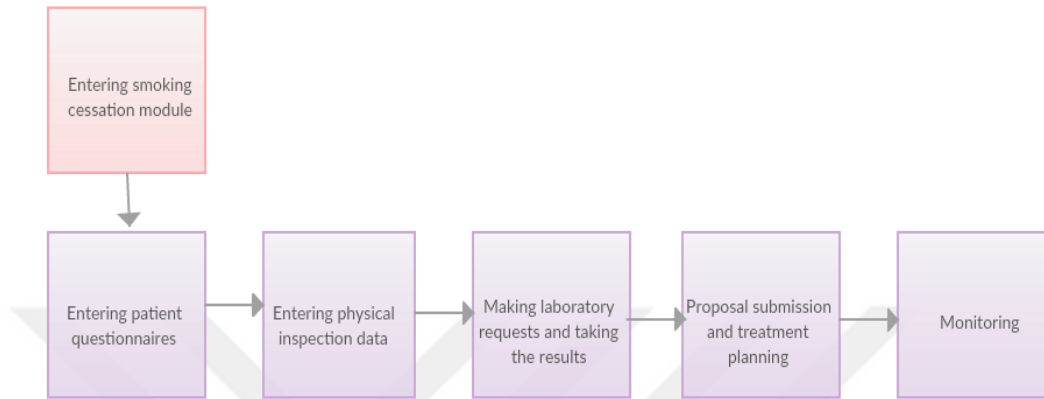 Entering smoking
cessation module
Entering patient
questionnaires
Entering physical
inspection data
Making laboratory
requests and taking
the results
Proposal submission
and treatment
planning
Monitoring